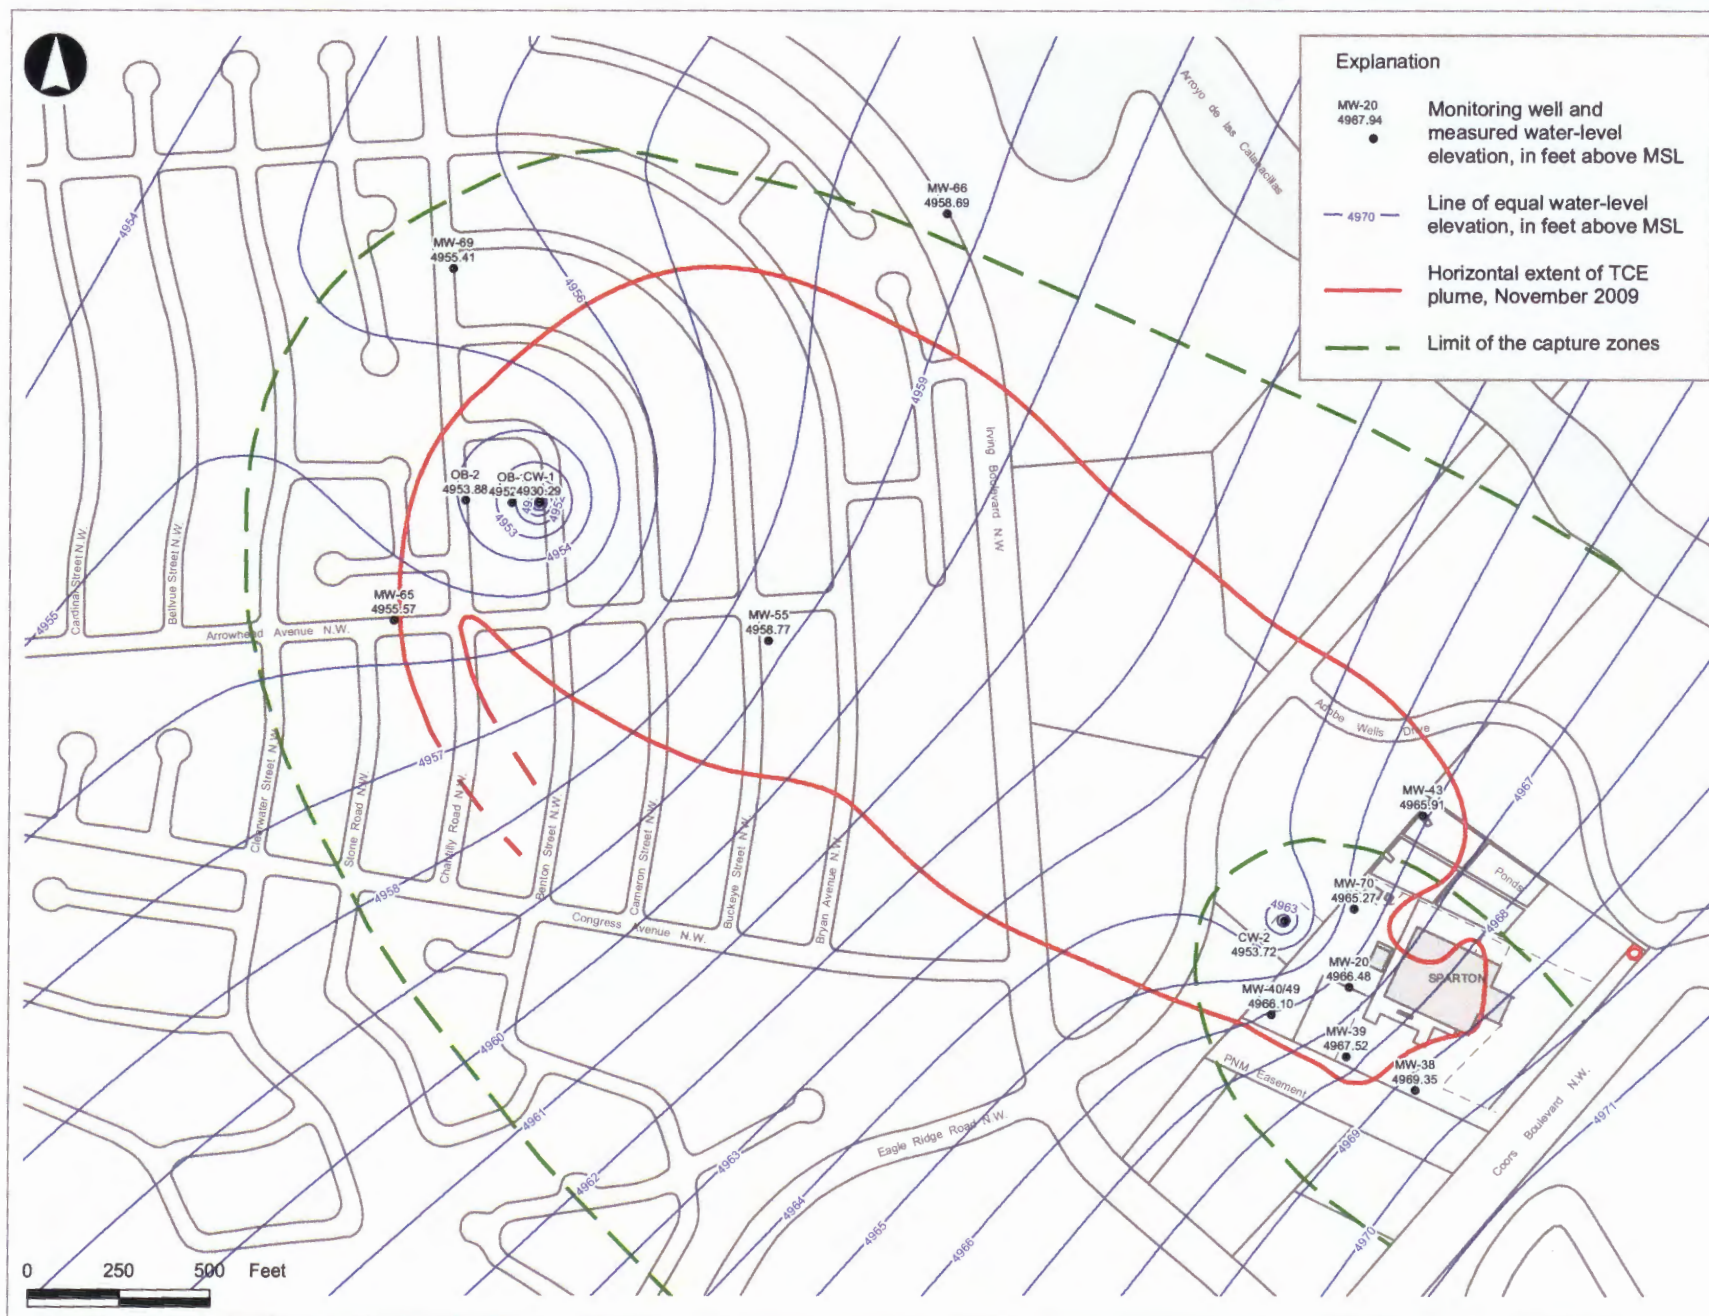 Explanation
MW-20
4967.94
Monitoring well and
measured water-level
elevation, in feet above MSL
4970
Line of equal water-level
elevation, in feet above MSL
Horizontal extent of TCE
plume, November 2009
Limit of the capture zones
Arroyo de las Calabacillas
MW-66
4958.69
4954
MW-69
4955.41
4956
4959
Irving Boulevard N.W
OB-2
4953.88
CW-1
4930.29
4952
4953
4954
Cardinal Street N.W.
Bellvue Street N.W.
4955
MW-65
4955.57
Arrowhead Avenue N.W.
MW-55
4958.77
Adobe Wells Drive
4957
Clearwater Street N.W.
Stone Road N.W.
Chantilly Road N.W.
Benton Street N.W.
Cameron Street N.W.
Buckeye Street N.W.
Bryan Avenue N.W.
4958
Congress Avenue N.W.
4967
MW-43
4965.91
Ponds
MW-70
4965.27
4968
4963
CW-2
4953.72
MW-20
4966.48
SPARTON
MW-40/49
4966.10
MW-39
4967.52
MW-38
4969.35
PNM Easement
4960
4961
4962
4963
4964
4965
4966
4969
4970
4971
Eagle Ridge Road N.W.
Coors Boulevard N.W.
0 250 500 Feet